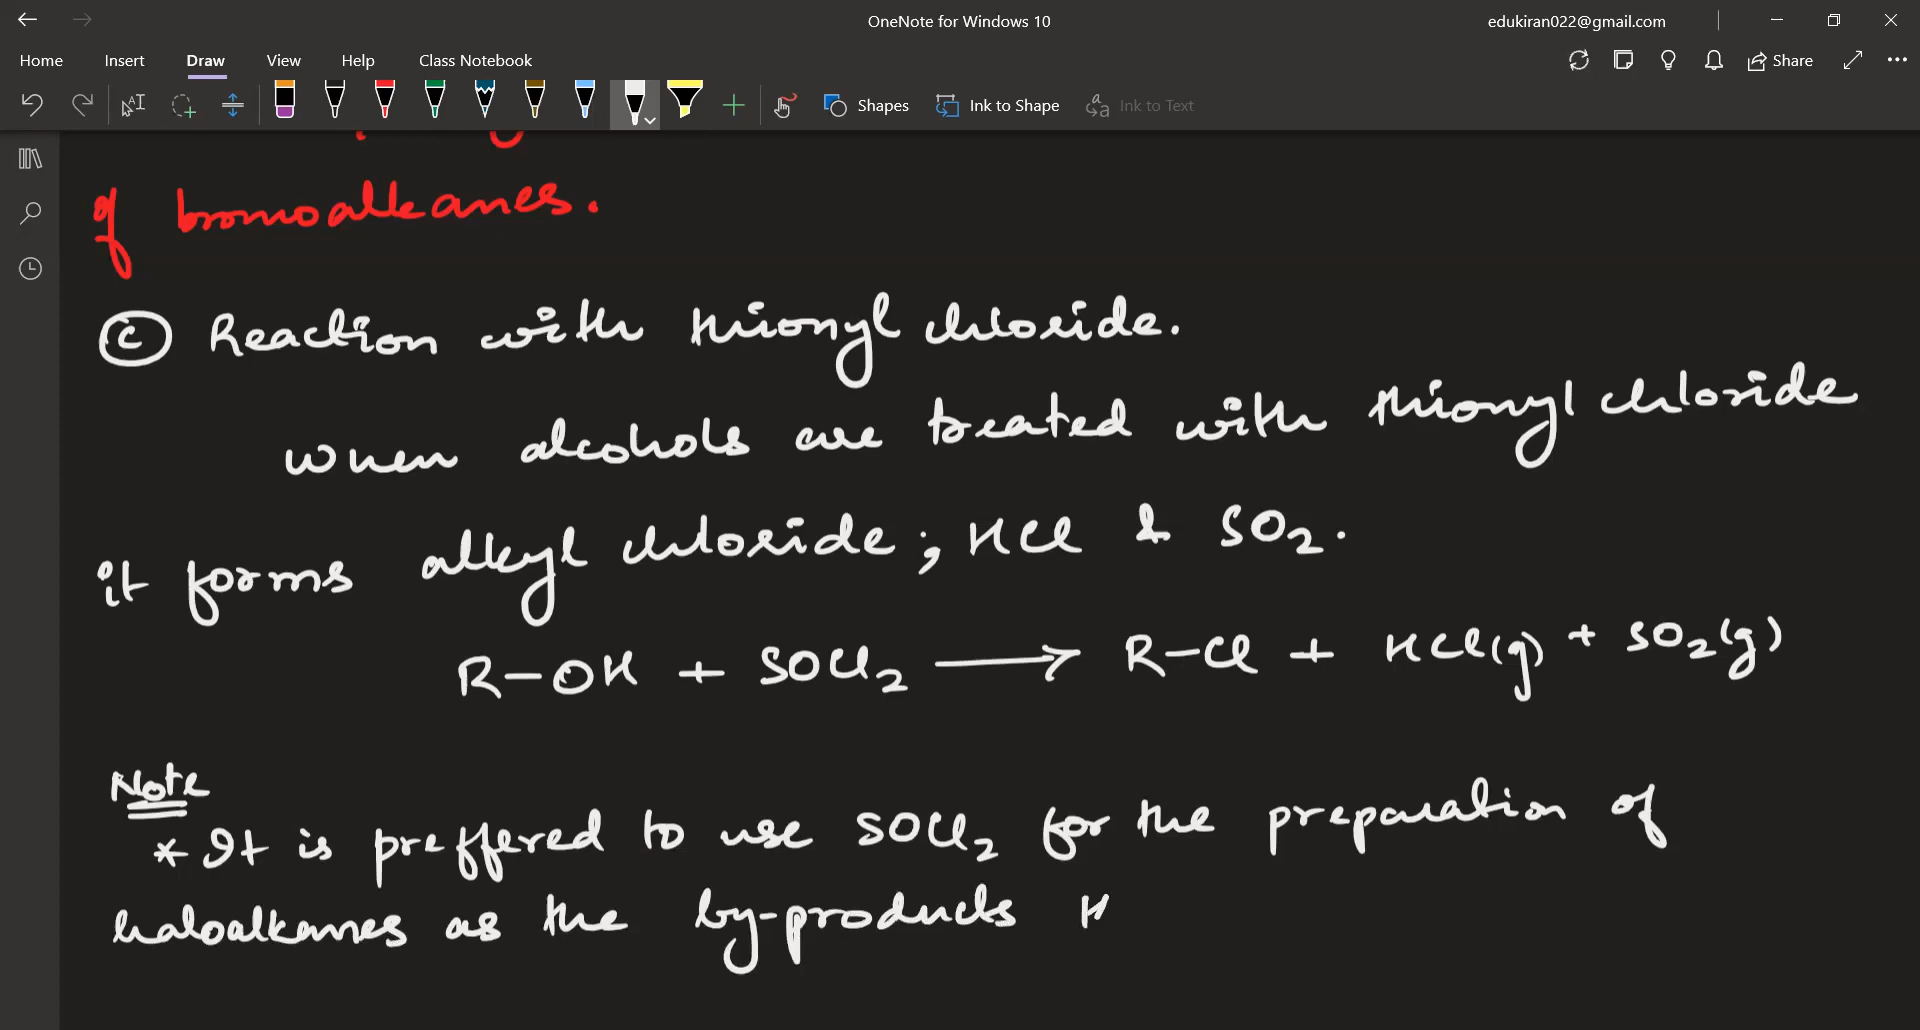 OneNote for Windows 10
edukiran022@gmail.com
Home Insert Draw View Help Class Notebook
Share
Shapes Ink to Shape Ink to Text
of bromoalkanes.
(c) Reaction with thionyl chloride.
when alcohols are treated with thionyl chloride
it forms alkyl chloride; HCl & SO₂.
R-OH + SOCl₂ ⟶ R-Cl + HCl(g) + SO₂(g)
Note
* It is preffered to use SOCl₂ for the preparation of
haloalkanes as the by-products H